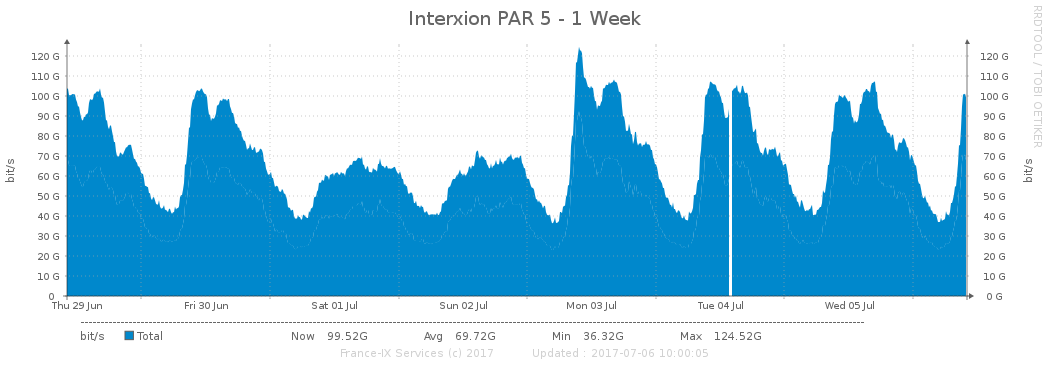 Interxion PAR 5 - 1 Week
RRDTOOL / TOBI OETIKER
bit/s
120 G 120 G
110 G 110 G
100 G 100 G
90 G 90 G
80 G 80 G
70 G 70 G
60 G 60 G
50 G 50 G
40 G 40 G
30 G 30 G
20 G 20 G
10 G 10 G
0 0 G
bit/s
Thu 29 Jun Fri 30 Jun Sat 01 Jul Sun 02 Jul Mon 03 Jul Tue 04 Jul Wed 05 Jul
bit/s Total Now 99.52G Avg 69.72G Min 36.32G Max 124.52G
France-IX Services (c) 2017 Updated : 2017-07-06 10:00:05